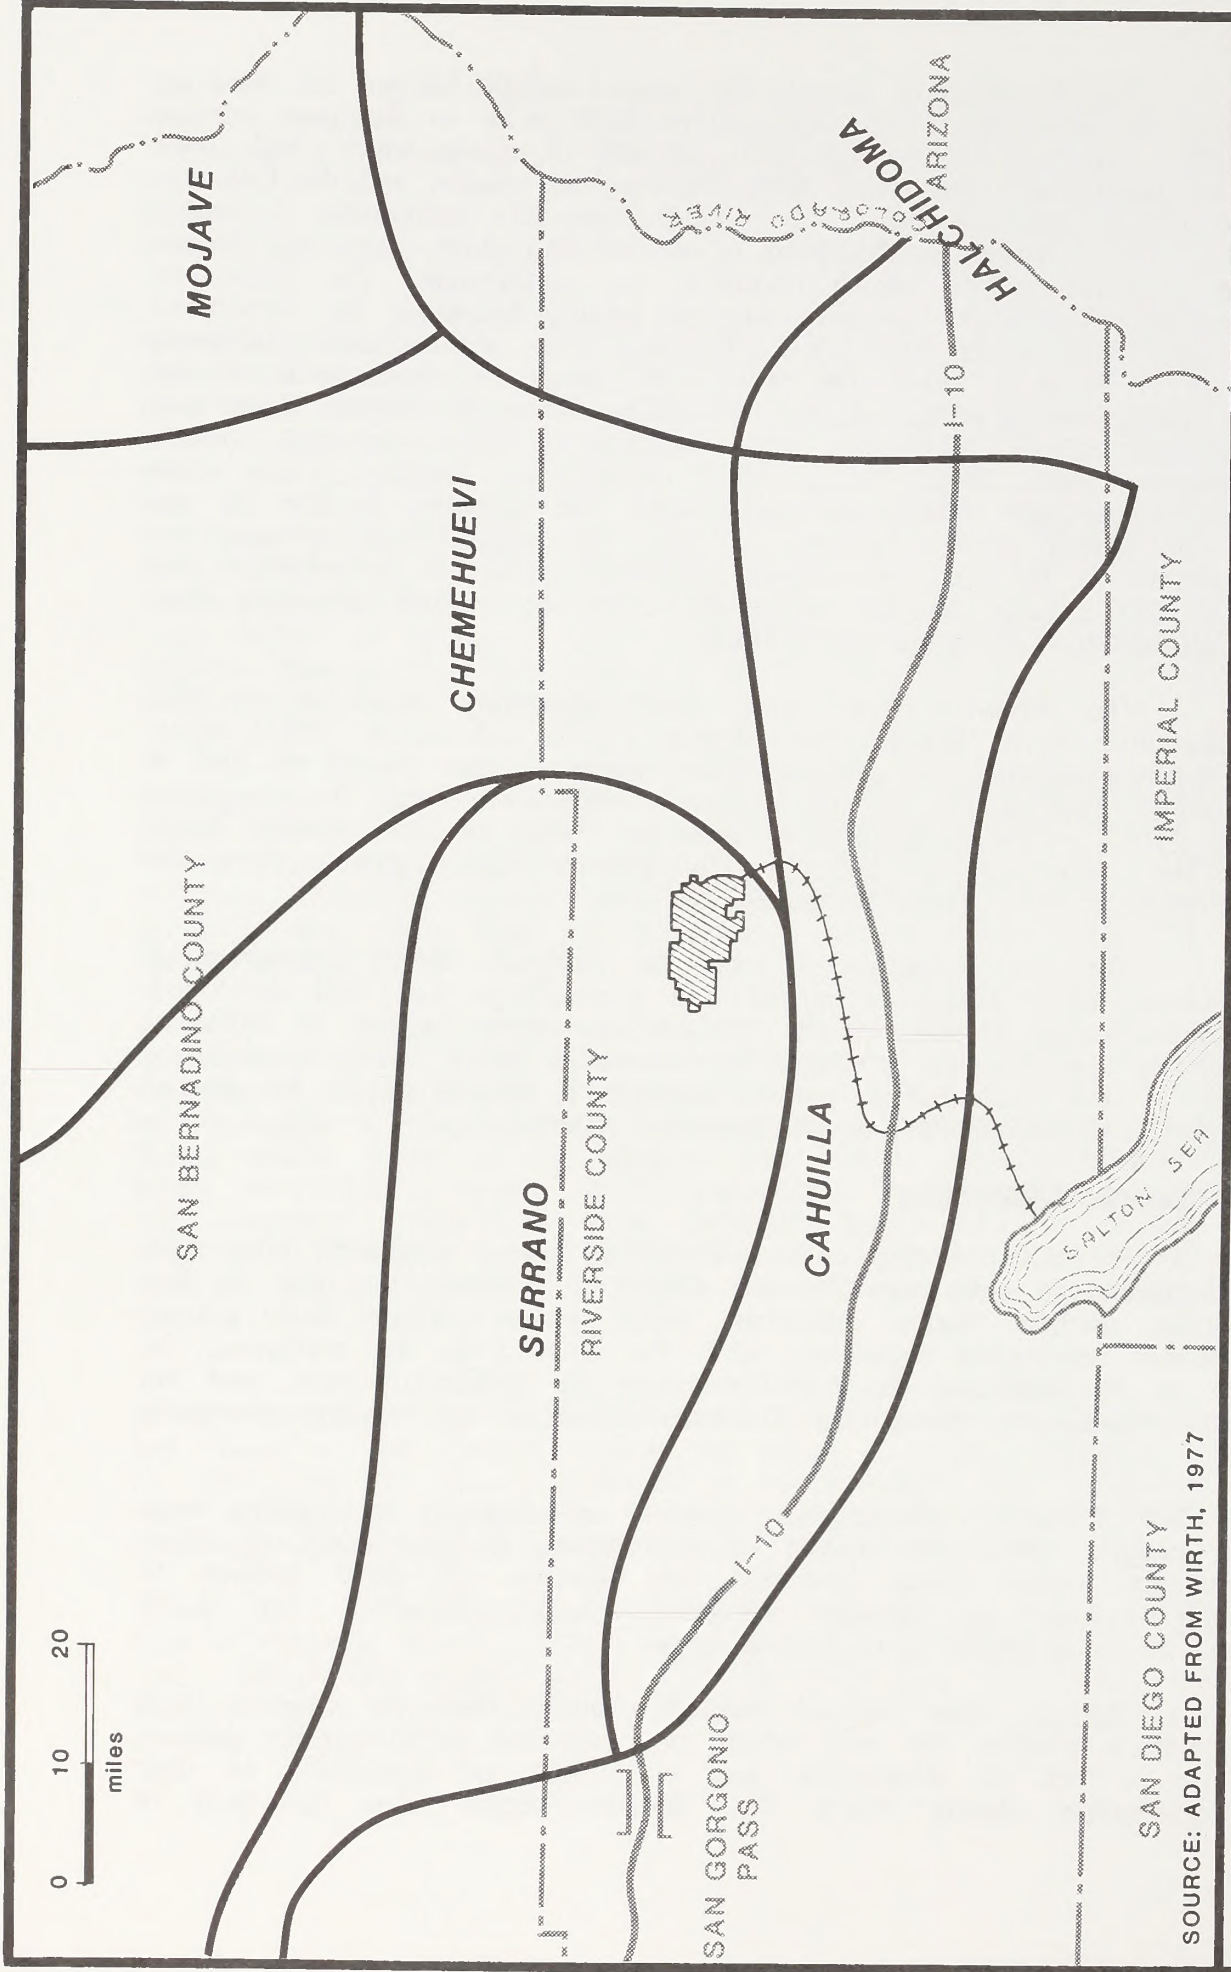 MOJAVE
ARIZONA
HALCHIDOMA
COLORADO RIVER
I-10
CHEMEHUEVI
IMPERIAL COUNTY
SAN BERNADINO COUNTY
SERRANO
RIVERSIDE COUNTY
CAHUILLA
SALTON SEA
I-10
0 10 20
miles
SAN GORGONIO
PASS
SAN DIEGO COUNTY
SOURCE: ADAPTED FROM WIRTH, 1977